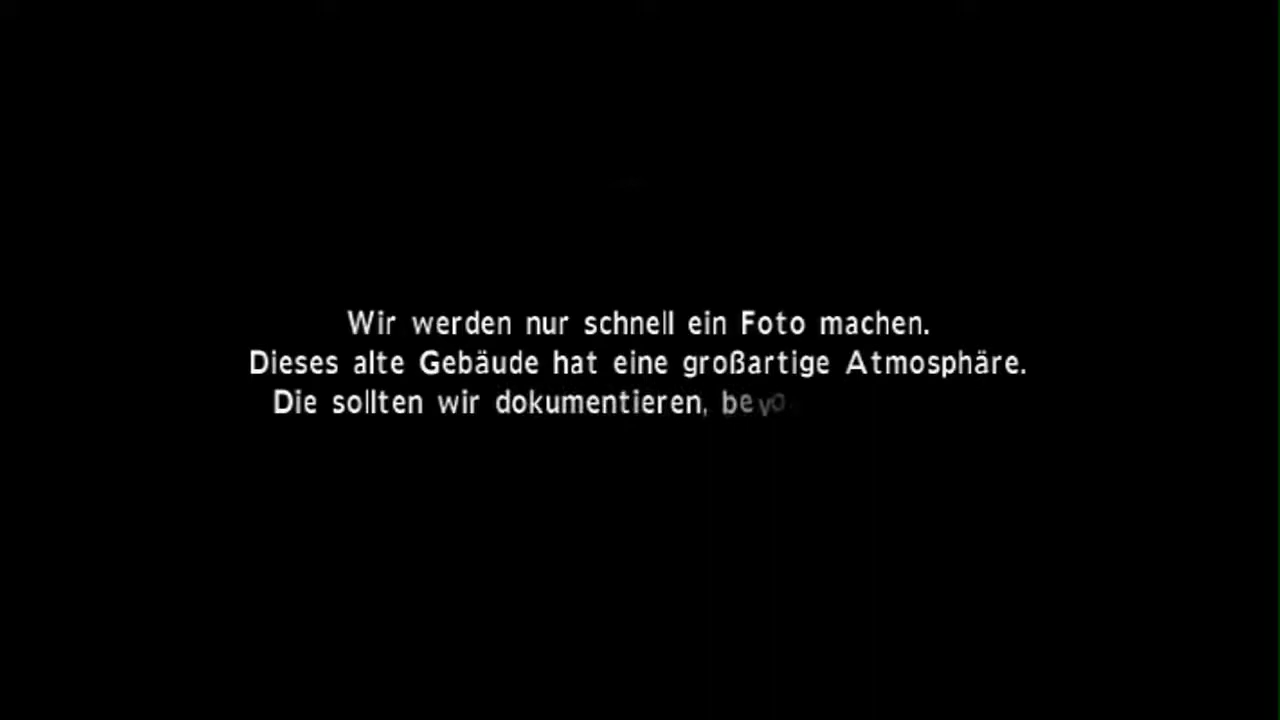 Wir werden nur schnell ein Foto machen.
Dieses alte Gebäude hat eine großartige Atmosphäre.
Die sollten wir dokumentieren,